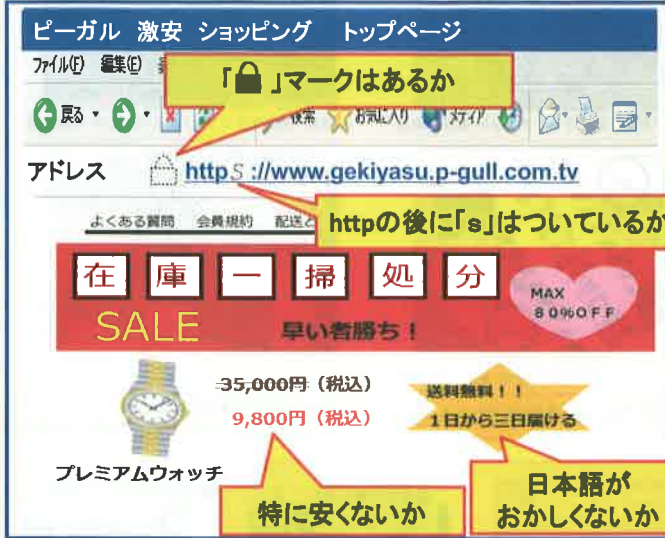 ピーガル 激安 ショッピング トップページ
ファイル(F) 編集(E)
「🔒」マークはあるか
戻る
検索 お気に入り メディア
アドレス https://www.gekiyasu.p-gull.com.tv
よくある質問 会員規約 配送と
httpの後に「s」はついているか
在庫一掃処分
SALE 早い者勝ち!
MAX
80%OFF
35,000円(税込)
9,800円(税込)
送料無料!!
1日から三日届ける
プレミアムウォッチ
特に安くないか
日本語が
おかしくないか